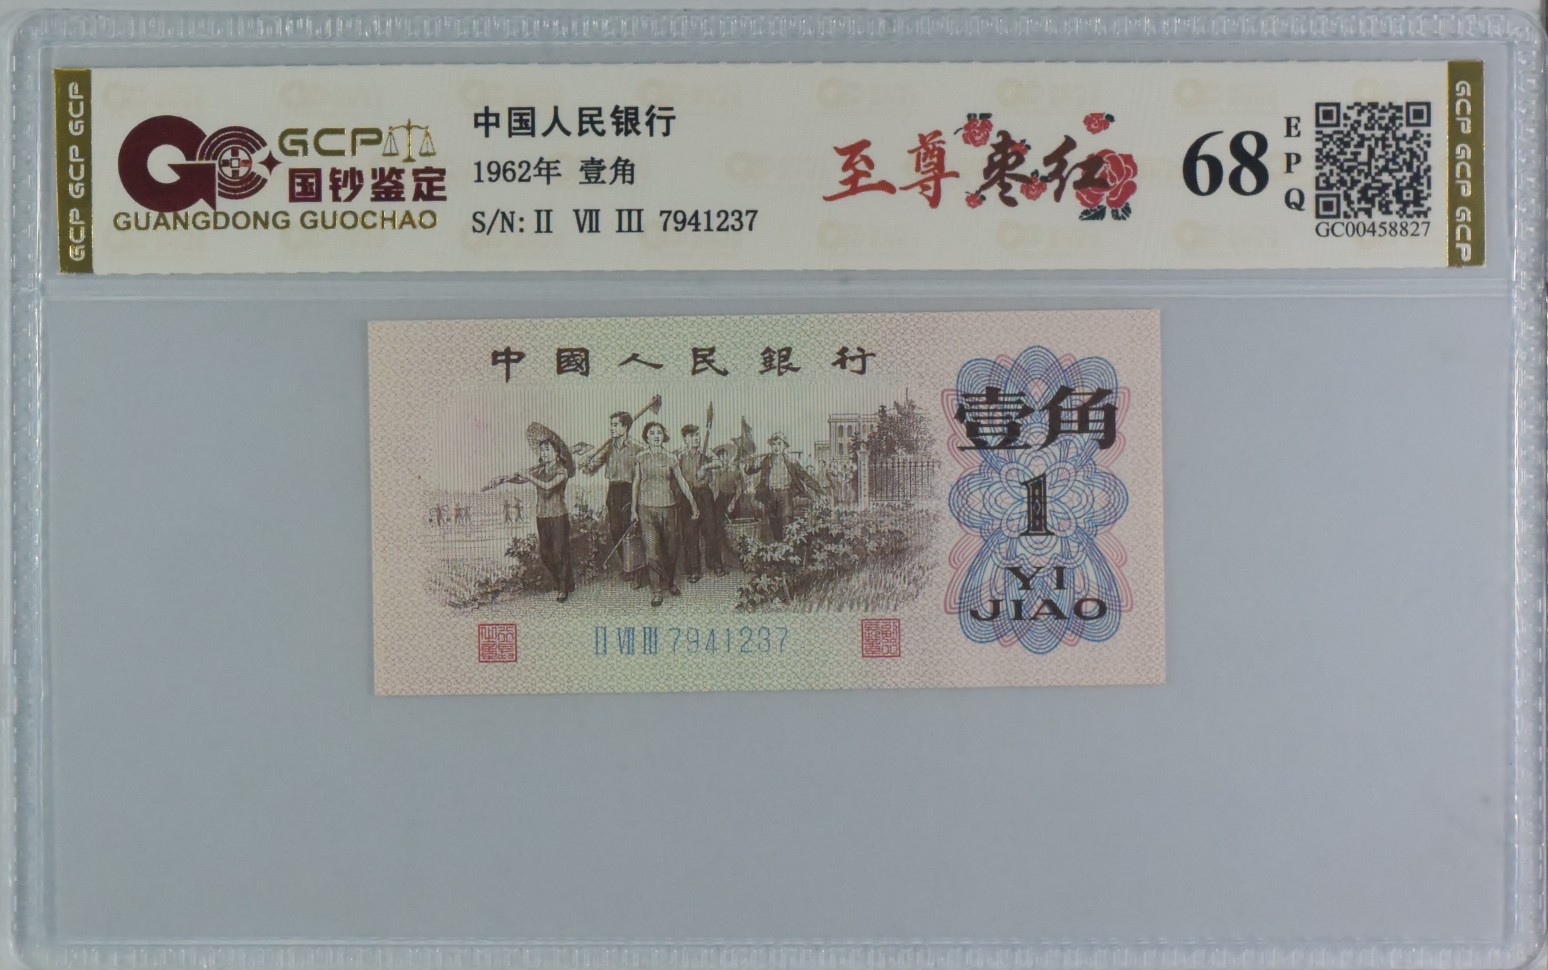 GCP GCP GCP
GCP
国钞鉴定
GUANGDONG GUOCHAO
中国人民银行
1962年 壹角
S/N: Ⅱ Ⅶ Ⅲ 7941237
至尊枣红
68
EPQ
GC00458827
GCP GCP GCP
中國人民銀行
壹角
1
YI
JIAO
Ⅱ Ⅶ Ⅲ 7941237